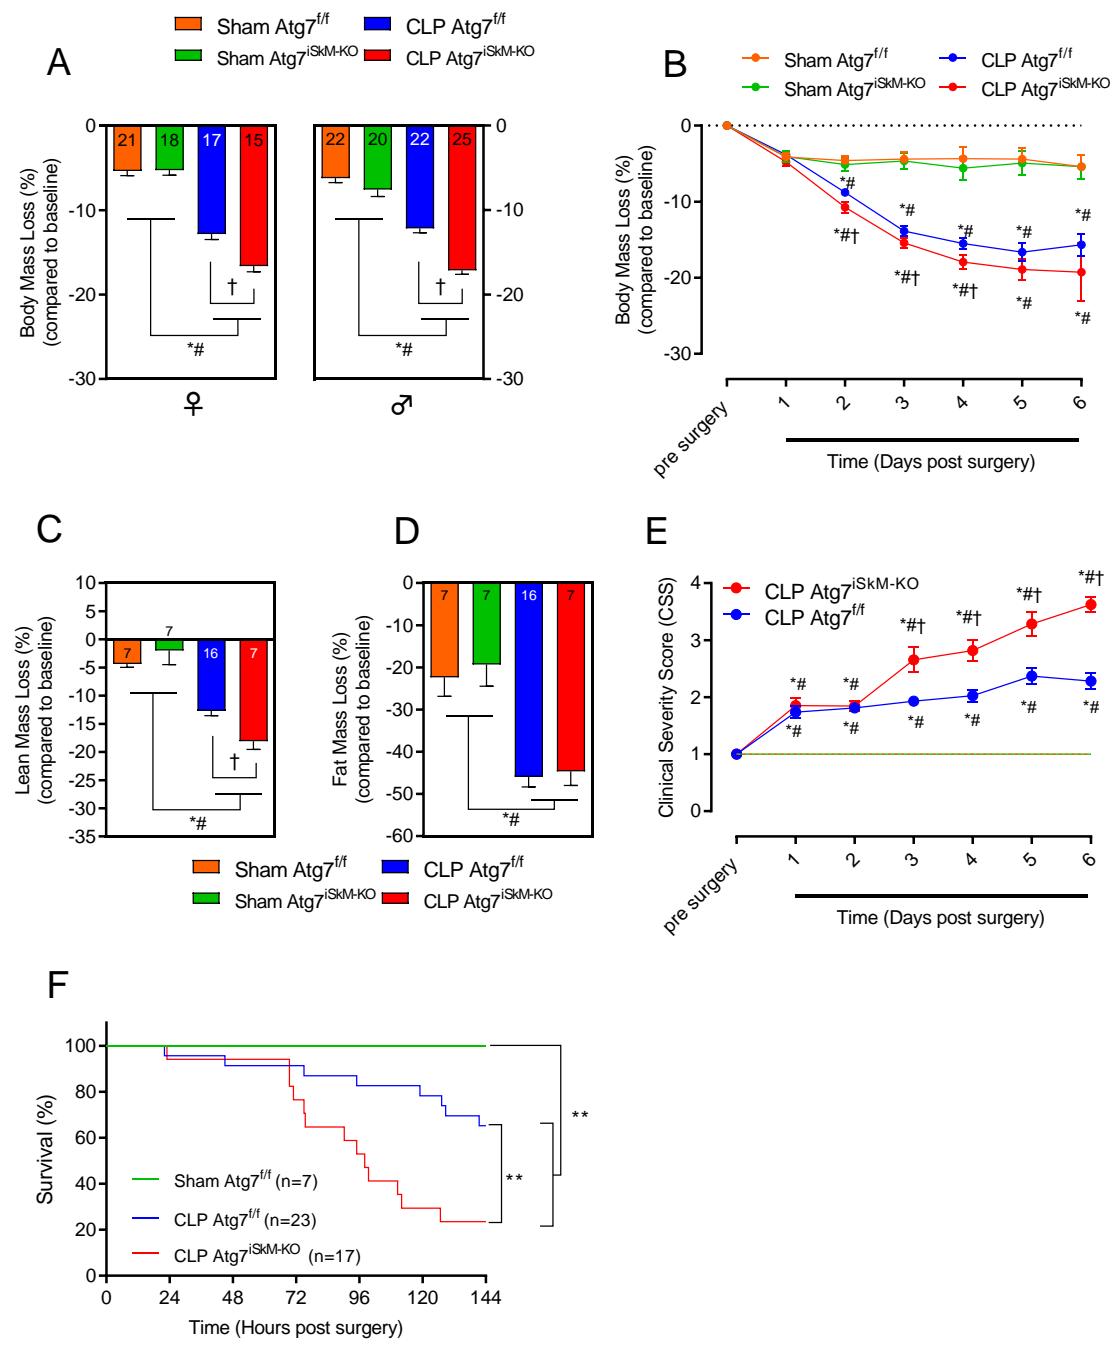 A
Sham Atg7f/f
CLP Atg7f/f
Sham Atg7iSkM-KO
CLP Atg7iSkM-KO
Body Mass Loss (%)
(compared to baseline)
0
-10
-20
-30
21
18
17
15
†
*#
♀
22
20
22
25
†
*#
♂
0
-10
-20
-30
B
Sham Atg7f/f
CLP Atg7f/f
Sham Atg7iSkM-KO
CLP Atg7iSkM-KO
Body Mass Loss (%)
(compared to baseline)
0
-10
-20
-30
*#
*#
*#
*#
*#
*#†
*#†
*#†
*#
*#
pre surgery
1
2
3
4
5
6
Time (Days post surgery)
C
Lean Mass Loss (%)
(compared to baseline)
10
5
0
-5
-10
-15
-20
-25
-30
-35
7
7
16
7
†
*#
D
Fat Mass Loss (%)
(compared to baseline)
0
-10
-20
-30
-40
-50
-60
7
7
16
7
*#
Sham Atg7f/f
CLP Atg7f/f
Sham Atg7iSkM-KO
CLP Atg7iSkM-KO
E
Clinical Severity Score (CSS)
4
3
2
1
0
CLP Atg7iSkM-KO
CLP Atg7f/f
*#
*#
*#†
*#†
*#†
*#†
*#
*#
*#
*#
*#
*#
pre surgery
1
2
3
4
5
6
Time (Days post surgery)
F
Survival (%)
100
80
60
40
20
0
Sham Atg7f/f (n=7)
CLP Atg7f/f (n=23)
CLP Atg7iSkM-KO (n=17)
**
**
0
24
48
72
96
120
144
Time (Hours post surgery)